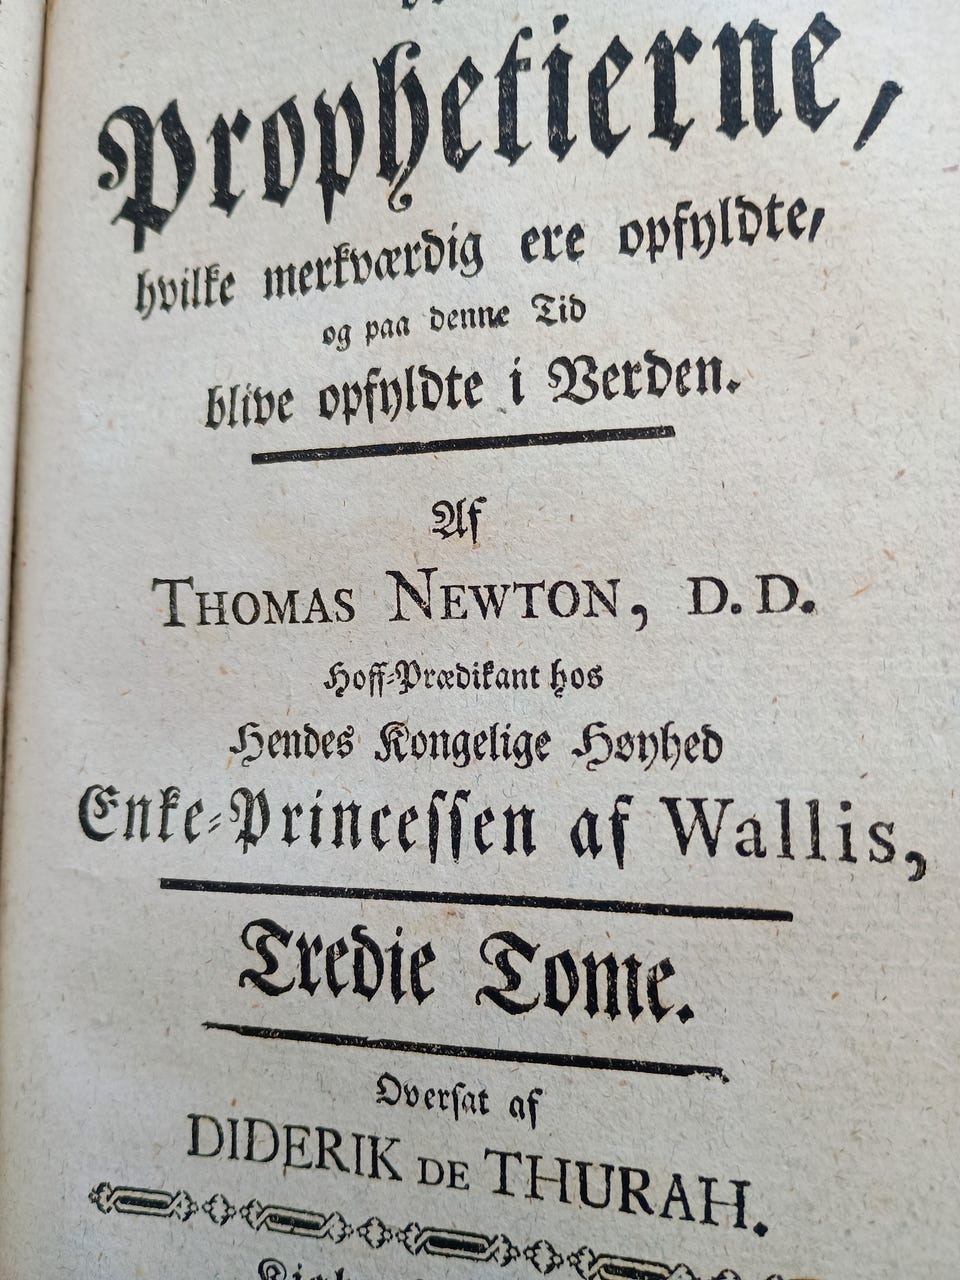 Prophetierne,
hvilke merkværdig ere opfyldte,
og paa denne Tid
blive opfyldte i Verden.
Af
THOMAS NEWTON, D. D.
Hoff-Prædikant hos
Hendes Kongelige Høyhed
Enke-Princessen af Wallis,
Tredie Tome.
Oversat af
DIDERIK DE THURAH.